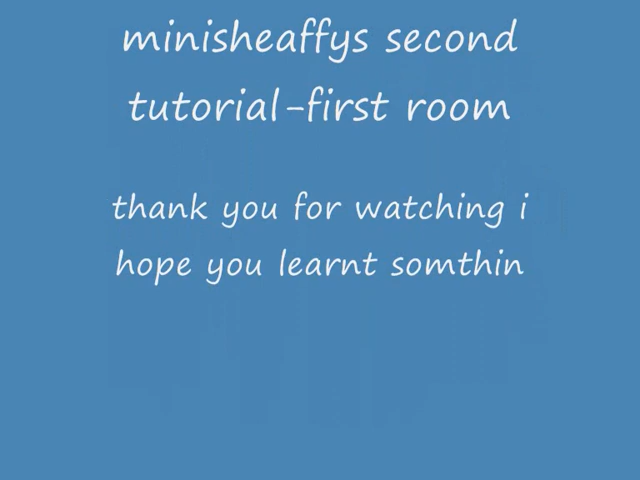 minisheaffys second
tutorial-first room
thank you for watching i
hope you learnt somthin